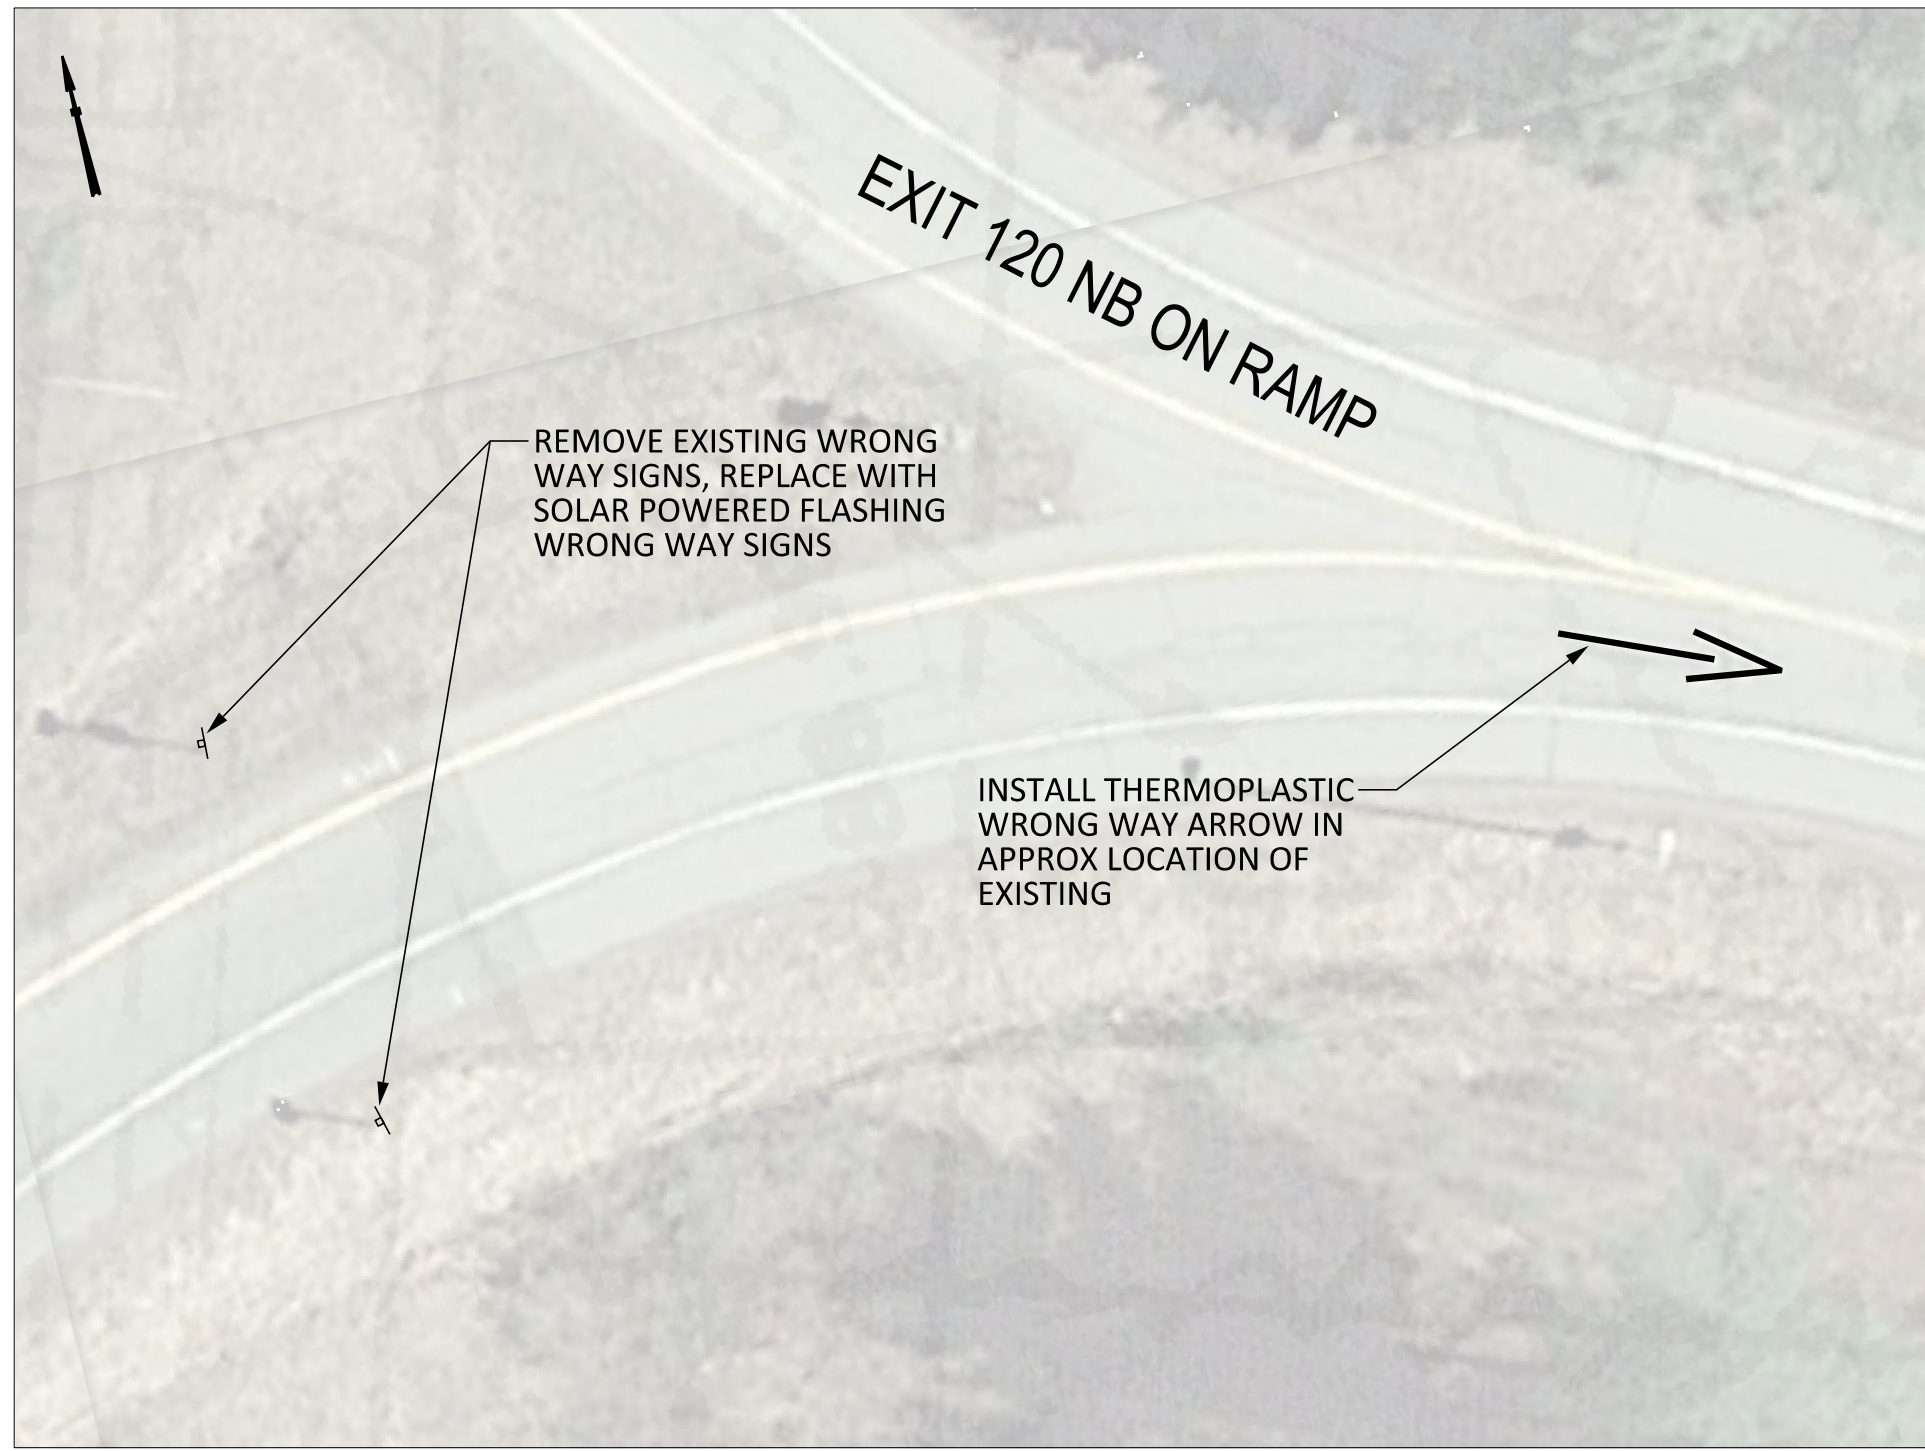 EXIT 120 NB ON RAMP
REMOVE EXISTING WRONG
WAY SIGNS, REPLACE WITH
SOLAR POWERED FLASHING
WRONG WAY SIGNS
INSTALL THERMOPLASTIC
WRONG WAY ARROW IN
APPROX LOCATION OF
EXISTING